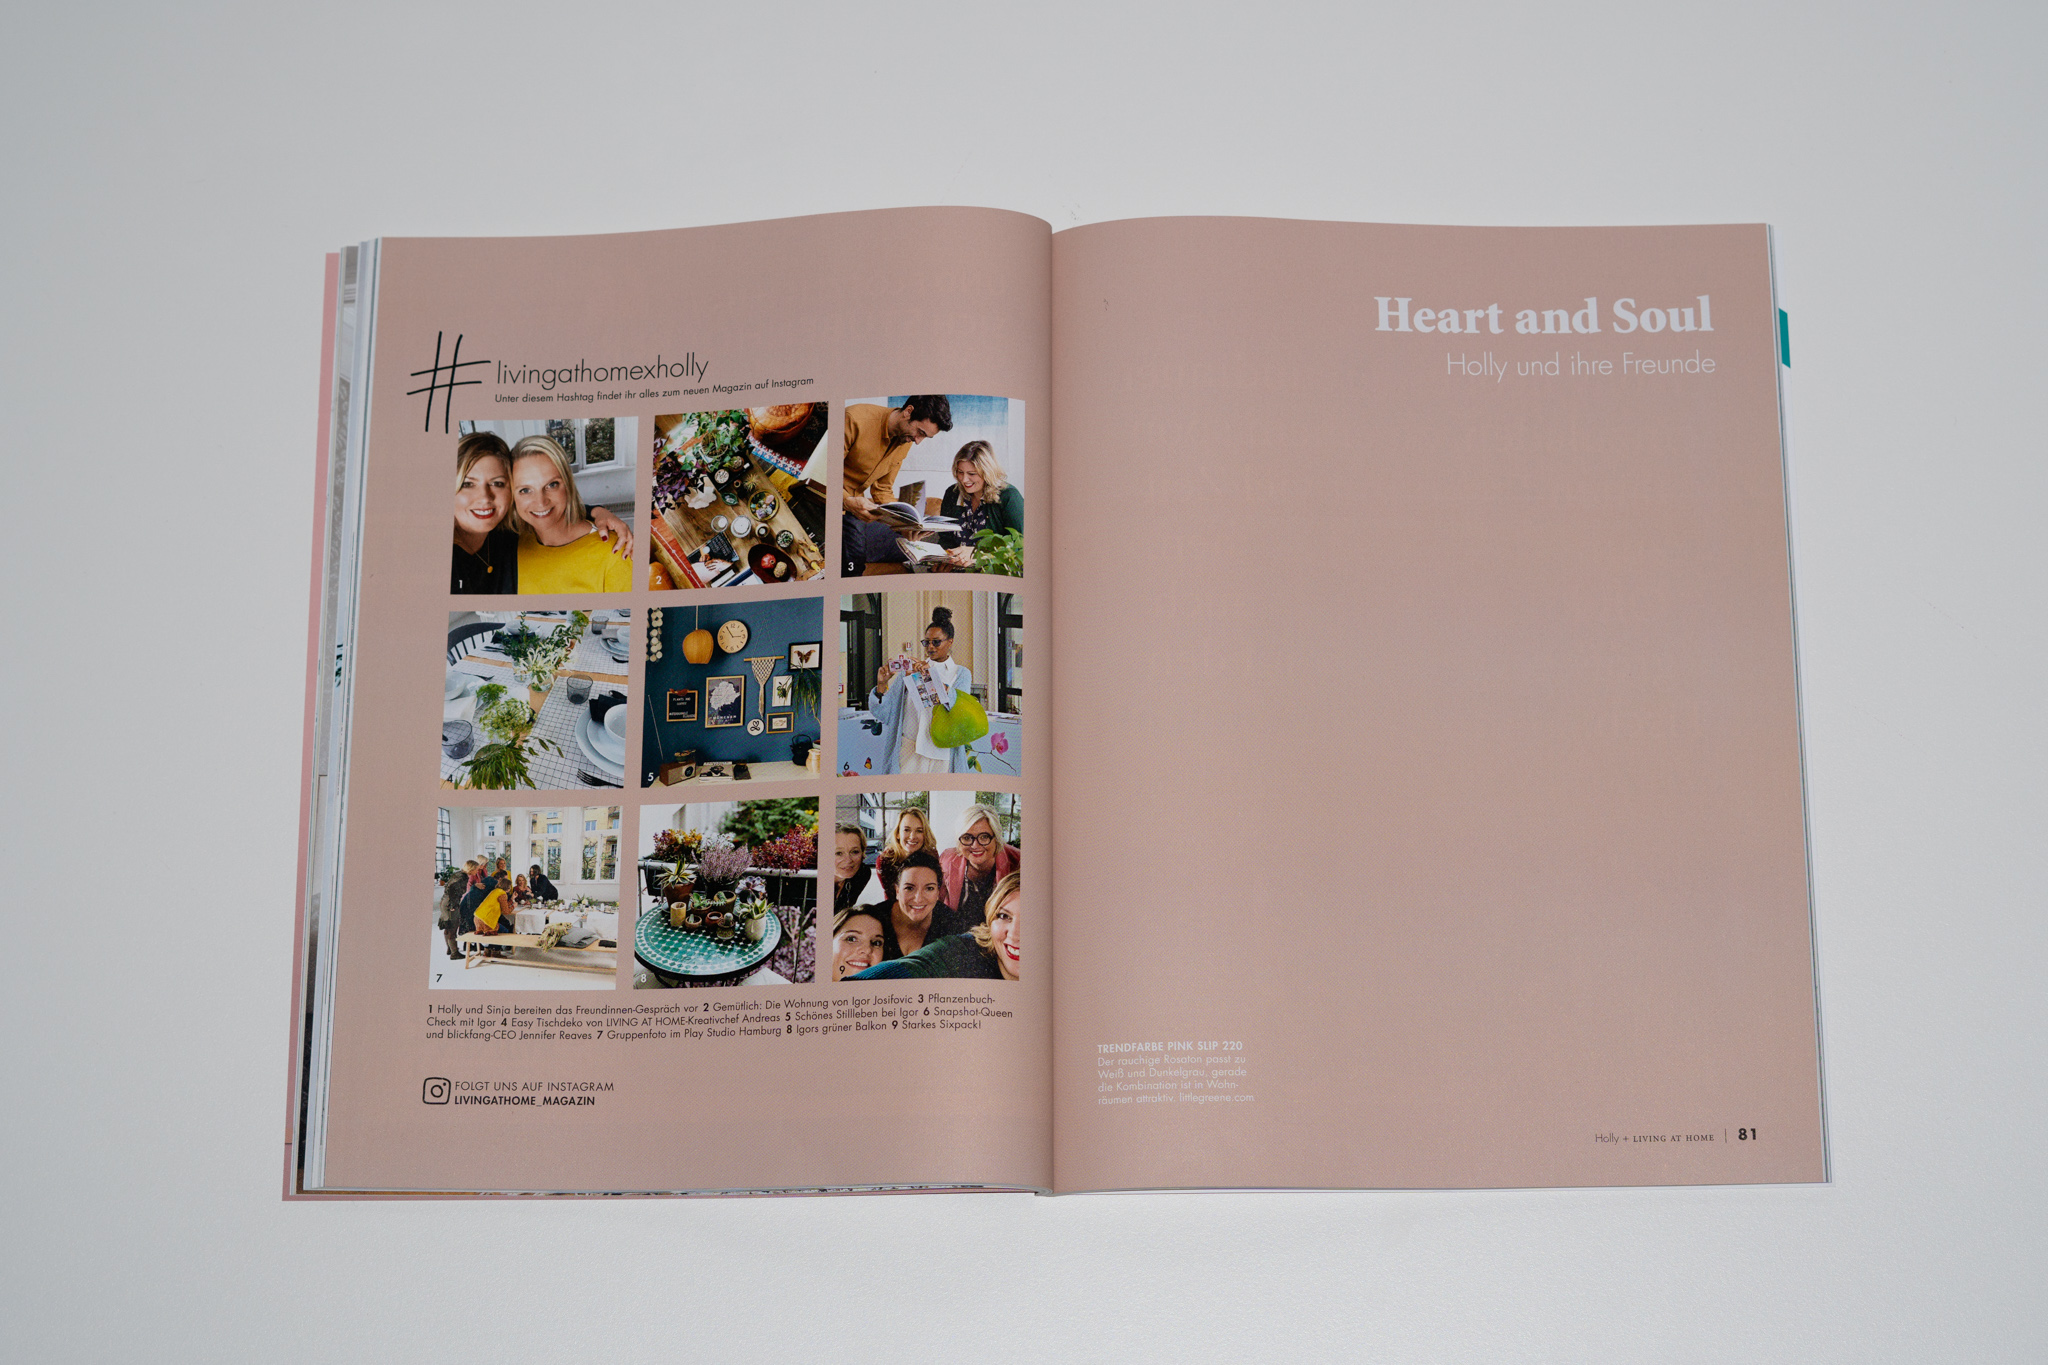 #livingathomexholly
Unter diesem Hashtag findet ihr alles zum neuen Magazin auf Instagram
1
2
3
4
5
6
7
8
9
1 Holly und Sinja bereiten das Freundinnen-Gespräch vor 2 Gemütlich: Die Wohnung von Igor Josifovic 3 Pflanzenbuch-
Check mit Igor 4 Easy Tischdeko von LIVING AT HOME-Kreativchef Andreas 5 Schönes Stillleben bei Igor 6 Snapshot-Queen
und blickfang-CEO Jennifer Reaves 7 Gruppenfoto im Play Studio Hamburg 8 Igors grüner Balkon 9 Starkes Sixpack!
FOLGT UNS AUF INSTAGRAM
LIVINGATHOME_MAGAZIN
Heart and Soul
Holly und ihre Freunde
TRENDFARBE PINK SLIP 220
Der rauchige Rosaton passt zu
Weiß und Dunkelgrau, gerade
die Kombination ist in Wohn-
räumen attraktiv. littlegreene.com
Holly + LIVING AT HOME | 81